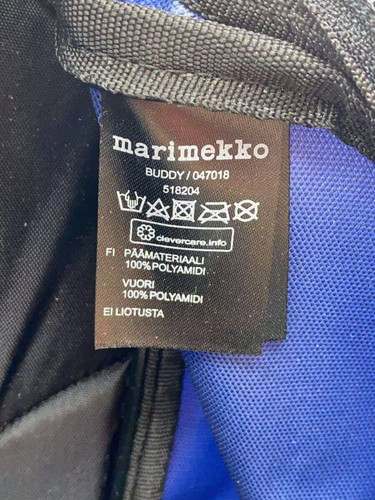 marimekko
BUDDY / 047018
518204
clevercare.info
FI PÄÄMATERIAALI
100% POLYAMIDI
VUORI
100% POLYAMIDI
EI LIOTUSTA